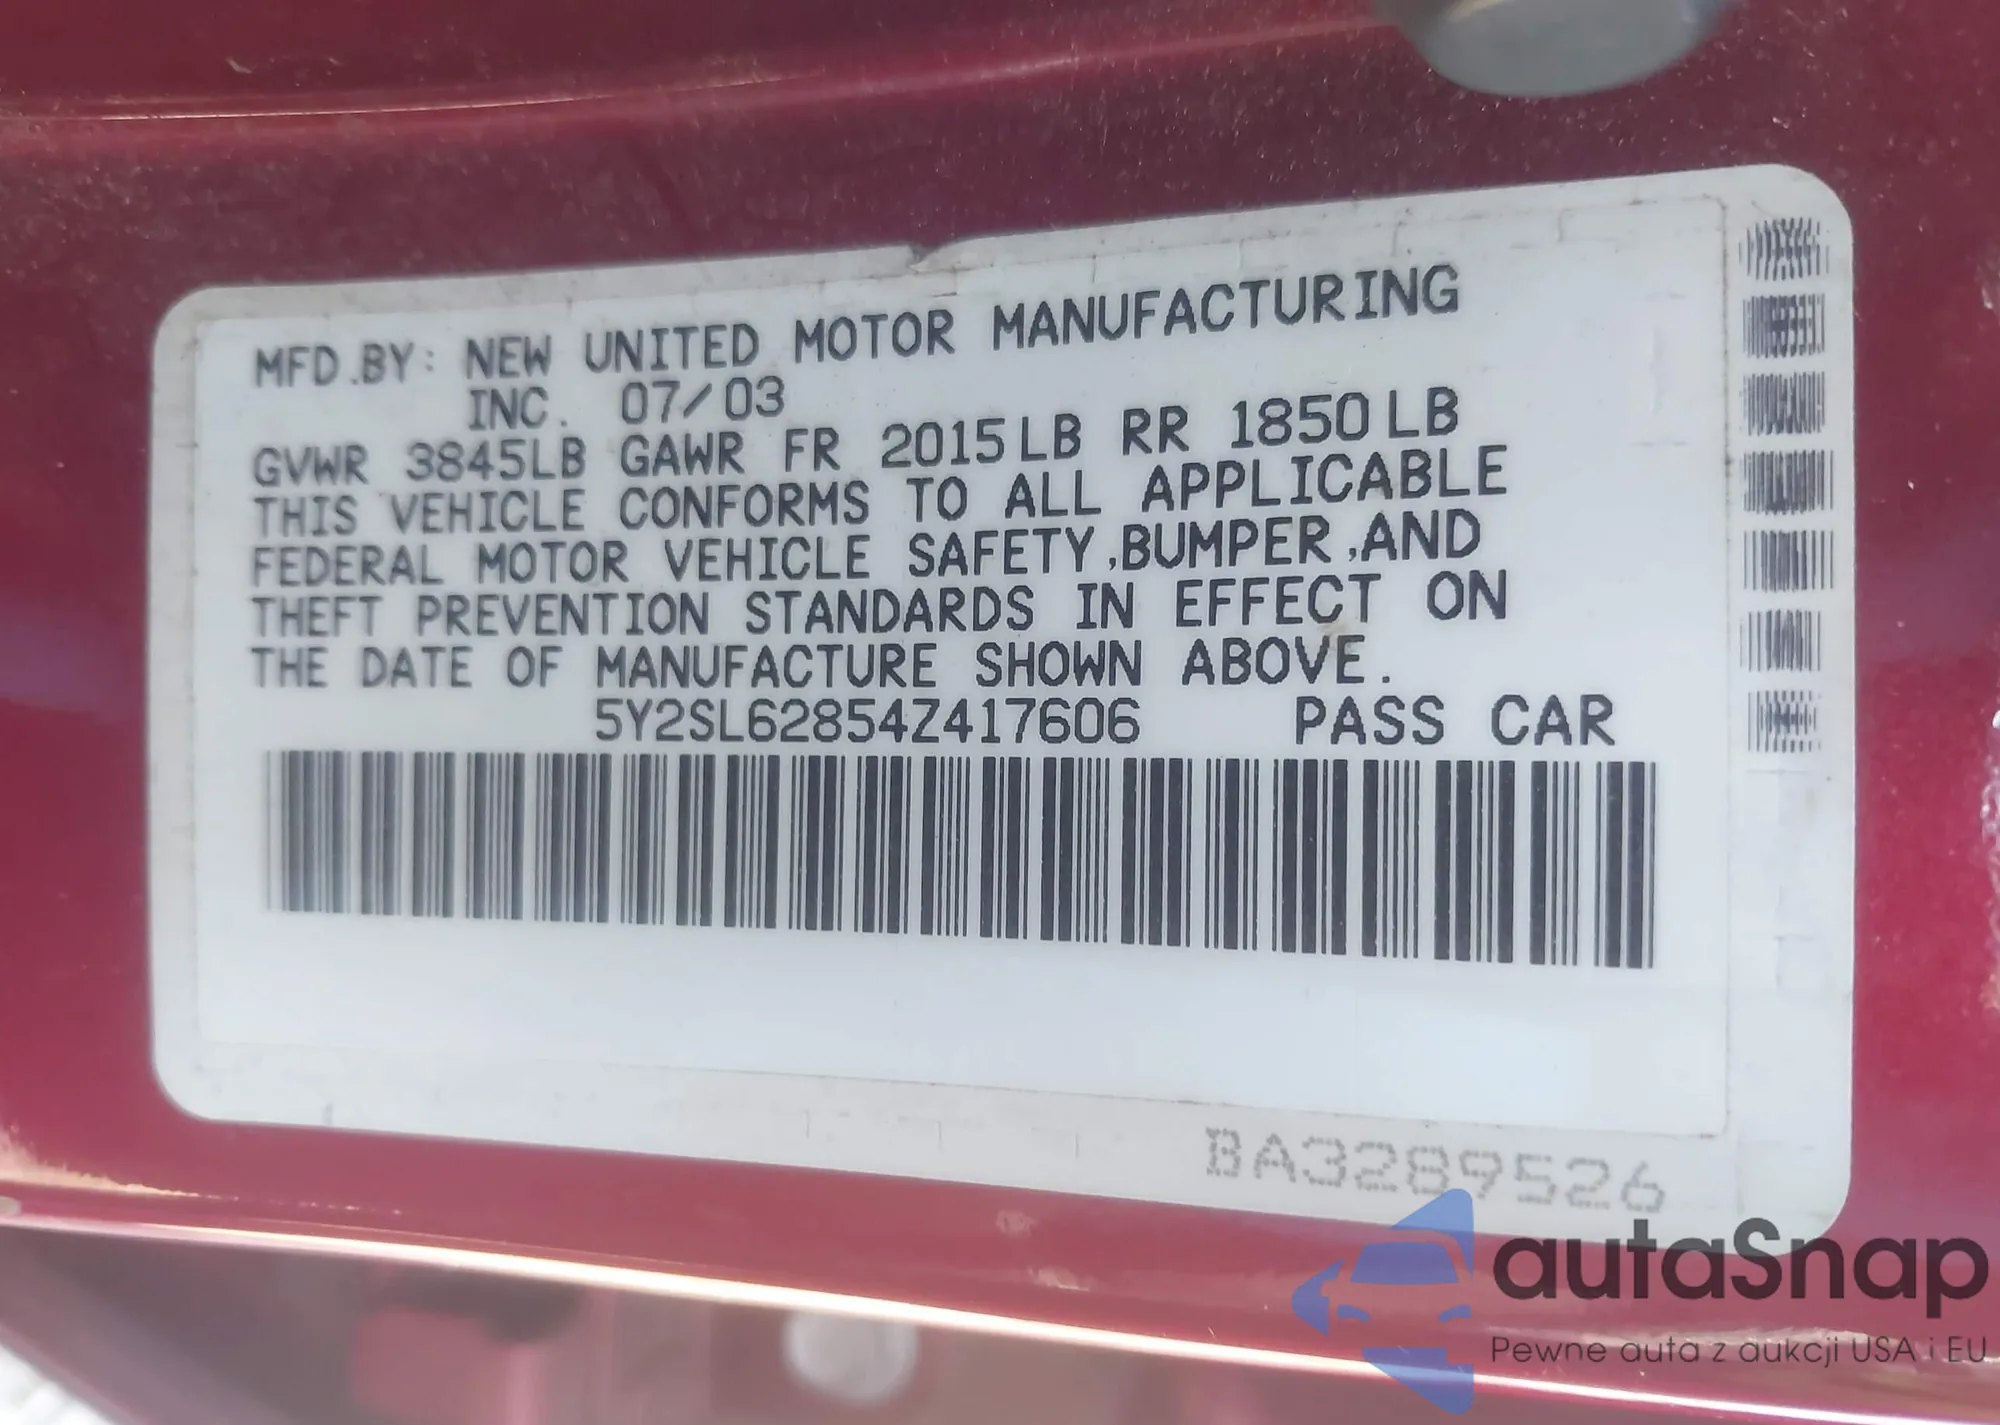 MFD.BY: NEW UNITED MOTOR MANUFACTURING
INC. 07/03
GVWR 3845LB GAWR FR 2015LB RR 1850LB
THIS VEHICLE CONFORMS TO ALL APPLICABLE
FEDERAL MOTOR VEHICLE SAFETY,BUMPER,AND
THEFT PREVENTION STANDARDS IN EFFECT ON
THE DATE OF MANUFACTURE SHOWN ABOVE.
5Y2SL62854Z417606 PASS CAR
BA3289526
autaSnap
Pewne auta z aukcji USA i EU